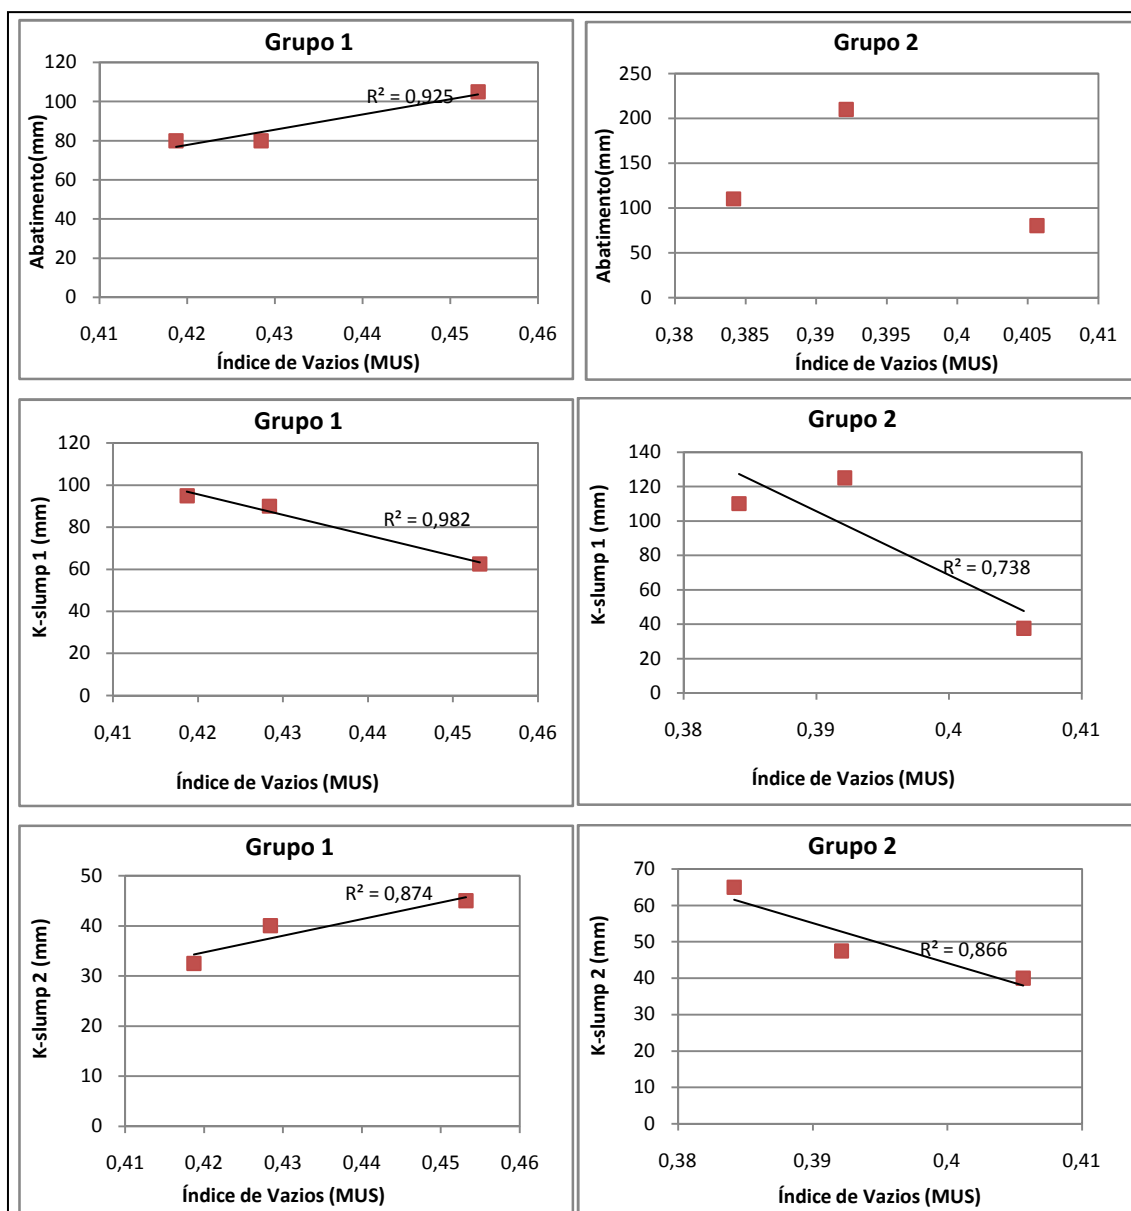 Grupo 1
120
100
80
60
40
20
0
R² = 0,925
Abatimento(mm)
0,41 0,42 0,43 0,44 0,45 0,46
Índice de Vazios (MUS)
Grupo 2
250
200
150
100
50
0
Abatimento(mm)
0,38 0,385 0,39 0,395 0,4 0,405 0,41
Índice de Vazios (MUS)
Grupo 1
120
100
80
60
40
20
0
R² = 0,982
K-slump 1 (mm)
0,41 0,42 0,43 0,44 0,45 0,46
Índice de Vazios (MUS)
Grupo 2
140
120
100
80
60
40
20
0
R² = 0,738
K-slump 1 (mm)
0,38 0,39 0,4 0,41
Índice de Vazios (MUS)
Grupo 1
50
40
30
20
10
0
R² = 0,874
K-slump 2 (mm)
0,41 0,42 0,43 0,44 0,45 0,46
Índice de Vazios (MUS)
Grupo 2
70
60
50
40
30
20
10
0
R² = 0,866
K-slump 2 (mm)
0,38 0,39 0,4 0,41
Índice de Vazios (MUS)